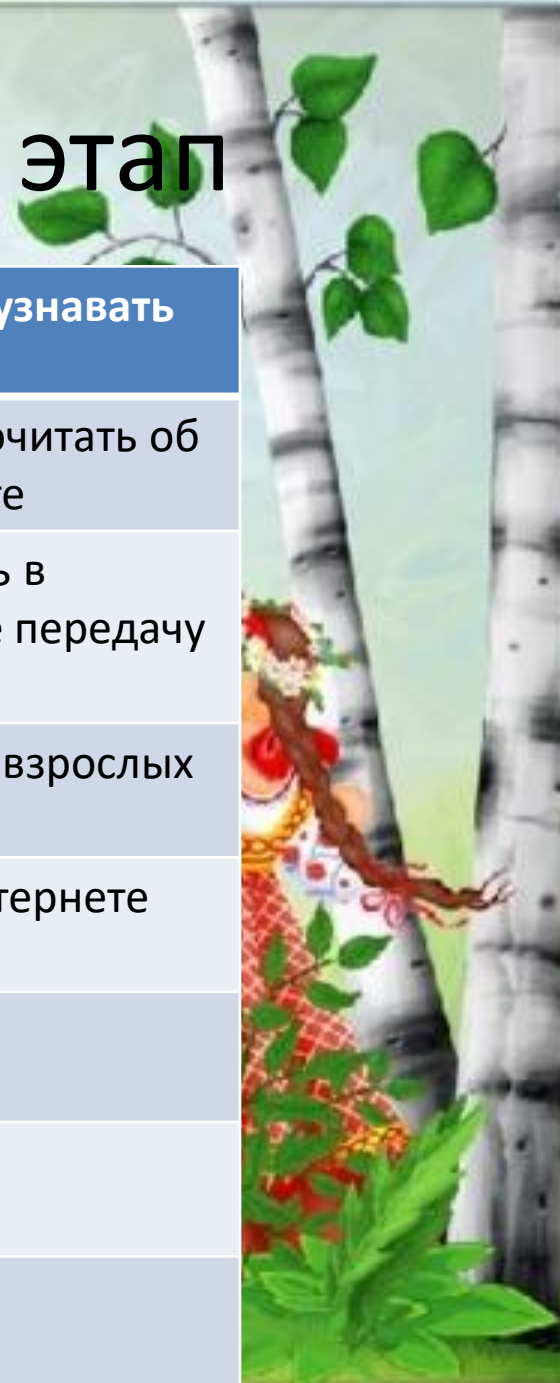 этап
узнавать
очитать об
те
ь в
е передачу
взрослых
тернете